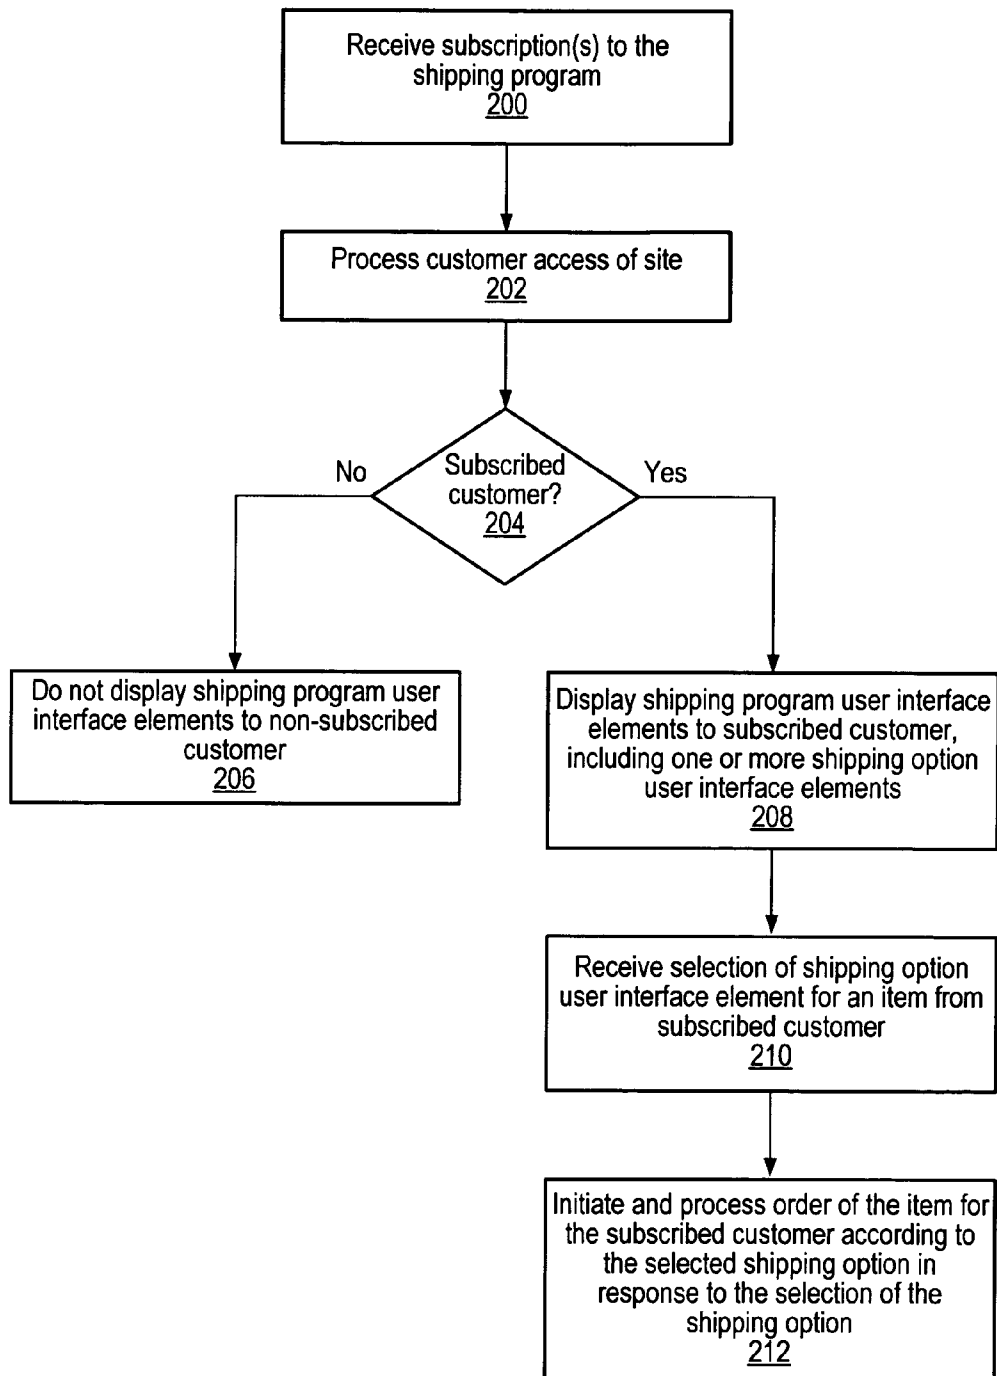 Receive subscription(s) to the
shipping program
200
Process customer access of site
202
No
Subscribed
customer?
204
Yes
Do not display shipping program user
interface elements to non-subscribed
customer
206
Display shipping program user interface
elements to subscribed customer,
including one or more shipping option
user interface elements
208
Receive selection of shipping option
user interface element for an item from
subscribed customer
210
Initiate and process order of the item for
the subscribed customer according to
the selected shipping option in
response to the selection of the
shipping option
212